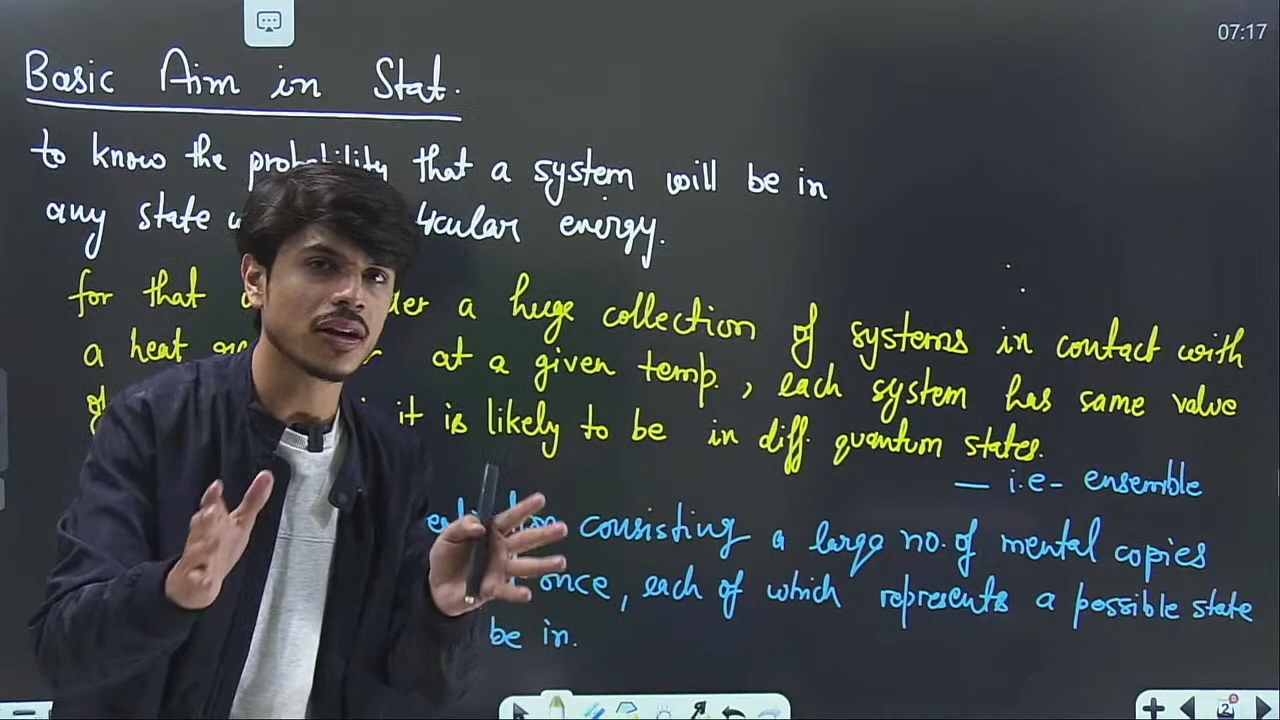 07:17
Basic Aim in Stat.
to know the probability that a system will be in
any state energy.
for that a huge collection of systems in contact with
a heat at a given temp., each system has same value
it is likely to be in diff. quantum states.
— i.e- ensemble
consisting a large no. of mental copies
once, each of which represents a possible state
be in.
2